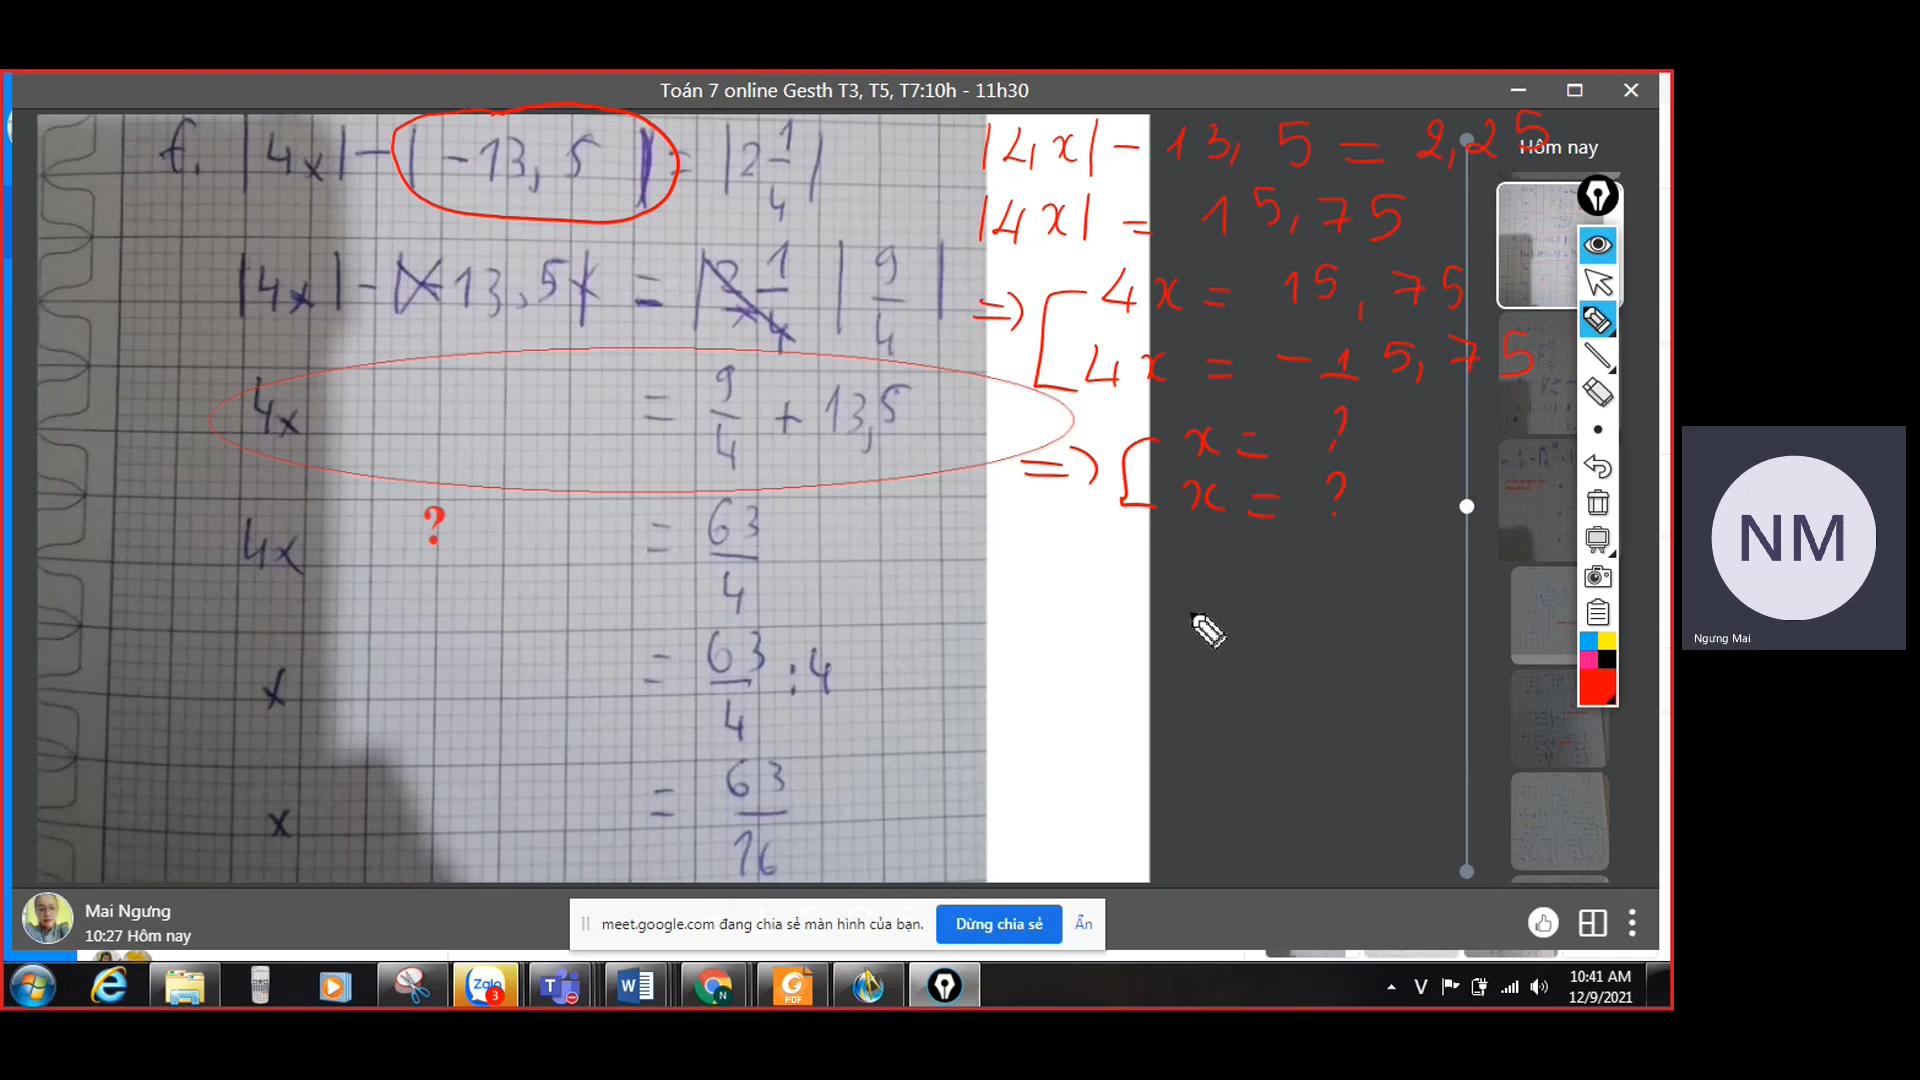 Toán 7 online Gesth T3, T5, T7:10h - 11h30
Hôm nay
f. |4x| - |-13,5| = |2 1/4|
|4x| - 13,5 = |9/4|
4x = 9/4 + 13,5
4x = 63/4
x = 63/4 : 4
x = 63/16
?
|4x| - 13,5 = 2,25
|4x| = 15,75
=> [ 4x = 15,75
4x = -15,75
=> [ x = ?
x = ?
NM
Ngưng Mai
Mai Ngưng
10:27 Hôm nay
meet.google.com đang chia sẻ màn hình của bạn.
Dừng chia sẻ
Ẩn
Zalo
3
T
W
N
PDF
V
10:41 AM
12/9/2021